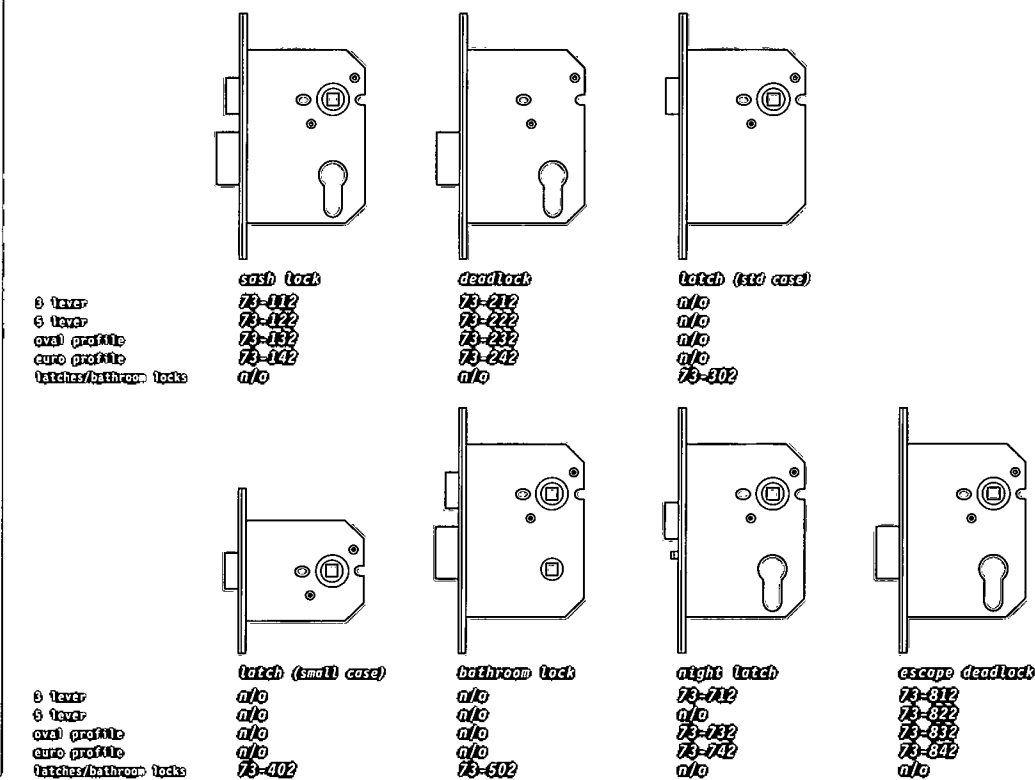 sash lock deadlock latch (std case)
3 lever 73-112 73-212 n/a
5 lever 73-122 73-222 n/a
oval profile 73-132 73-232 n/a
euro profile 73-142 73-242 n/a
latches/bathroom locks n/a n/a 73-302
latch (small case) bathroom lock night latch escape deadlock
3 lever n/a n/a 73-712 73-812
5 lever n/a n/a n/a 73-822
oval profile n/a n/a 73-732 73-832
euro profile n/a n/a 73-742 73-842
latches/bathroom locks 73-402 73-502 n/a n/a